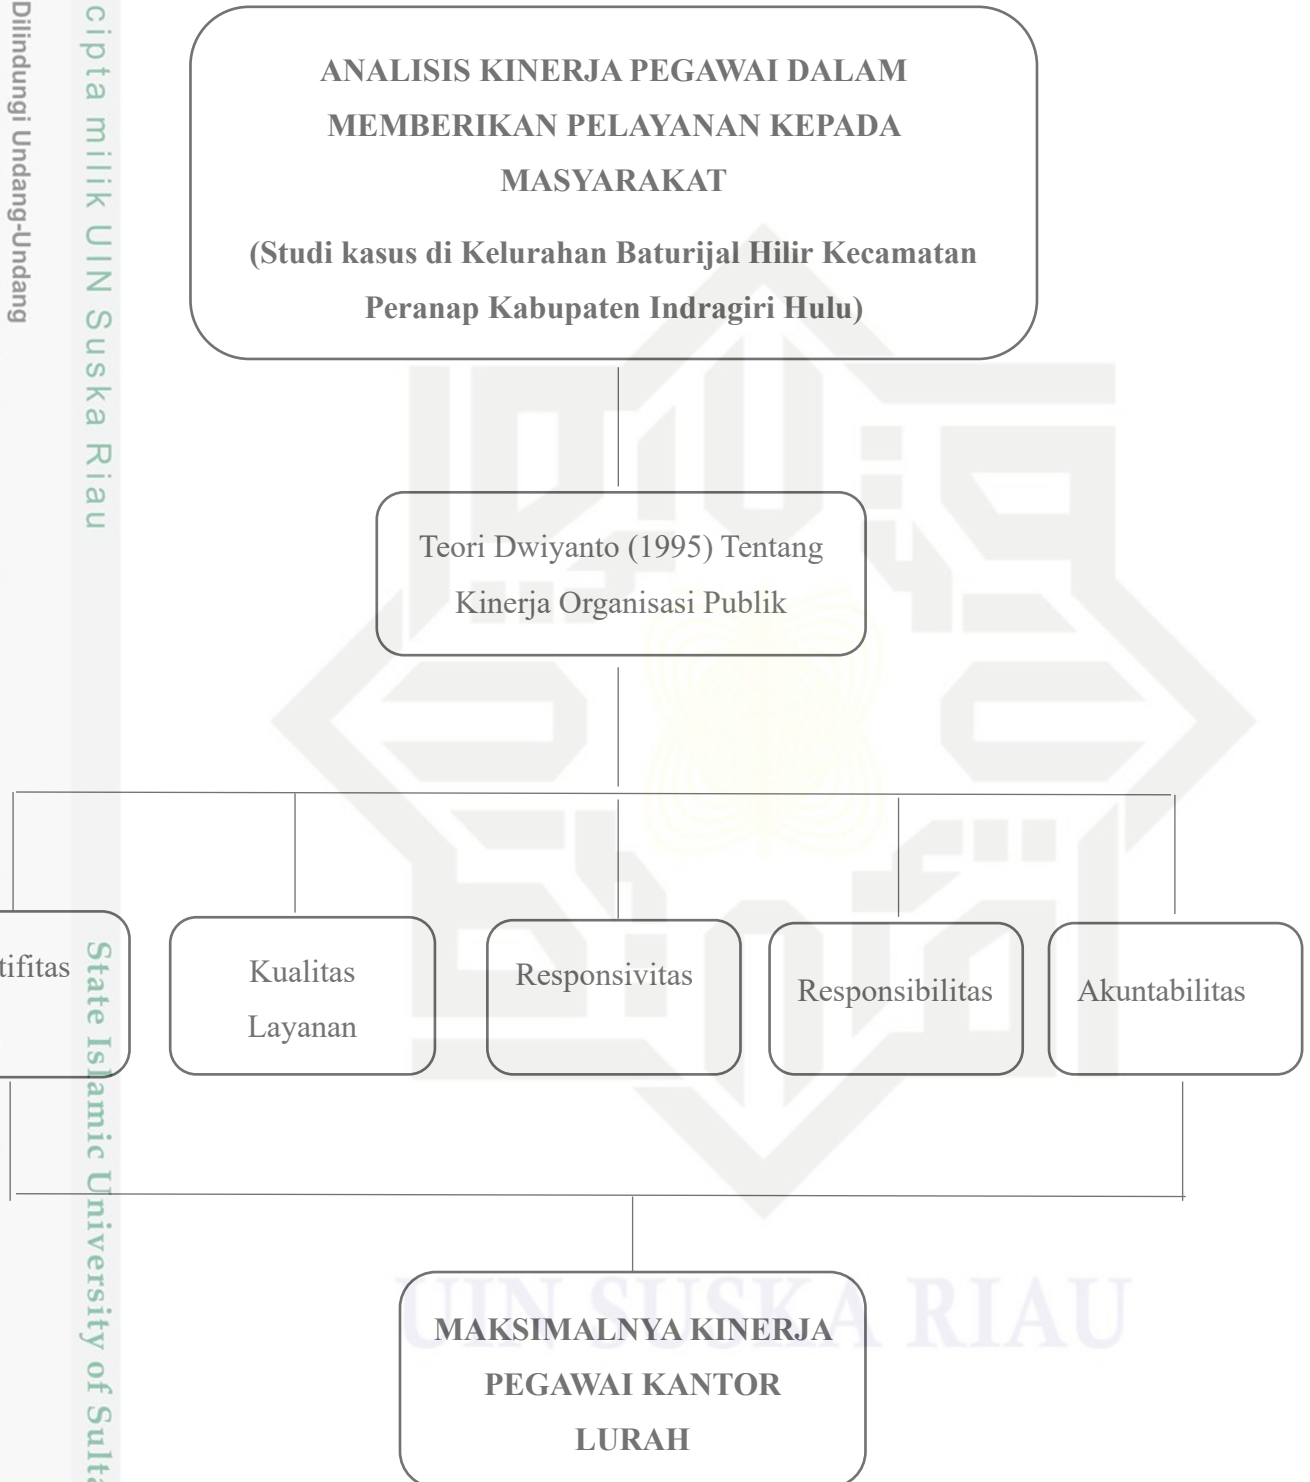 Dilindungi Undang-Undang
cipta milik UIN Suska Riau
ANALISIS KINERJA PEGAWAI DALAM
MEMBERIKAN PELAYANAN KEPADA
MASYARAKAT
(Studi kasus di Kelurahan Baturijal Hilir Kecamatan
Peranap Kabupaten Indragiri Hulu)
Teori Dwiyanto (1995) Tentang
Kinerja Organisasi Publik
tifitas
Kualitas
Layanan
Responsivitas
Responsibilitas
Akuntabilitas
State Islamic University of Sulta
UIN SUSKA RIAU
MAKSIMALNYA KINERJA
PEGAWAI KANTOR
LURAH